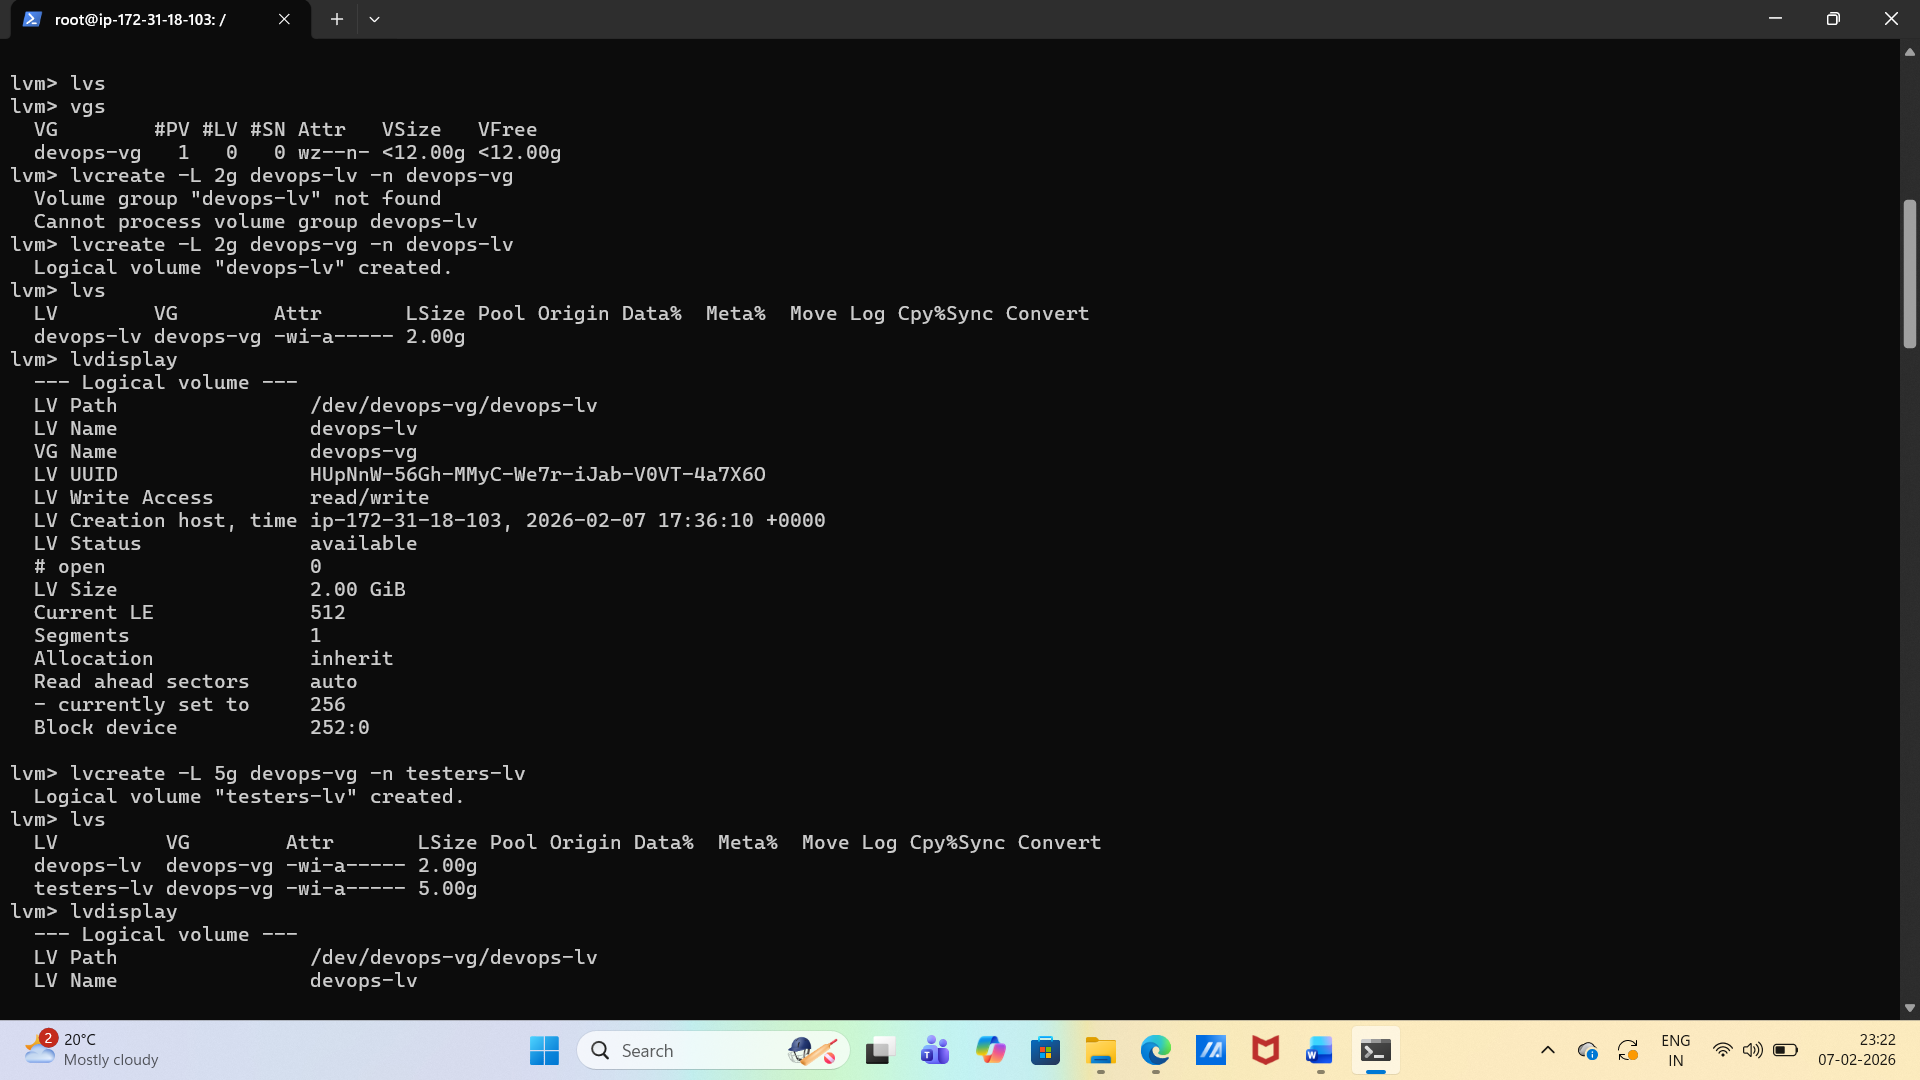 root@ip-172-31-18-103: /
lvm> lvs
lvm> vgs
  VG        #PV #LV #SN Attr   VSize   VFree
  devops-vg   1   0   0 wz--n- <12.00g <12.00g
lvm> lvcreate -L 2g devops-lv -n devops-vg
  Volume group "devops-lv" not found
  Cannot process volume group devops-lv
lvm> lvcreate -L 2g devops-vg -n devops-lv
  Logical volume "devops-lv" created.
lvm> lvs
  LV        VG        Attr       LSize Pool Origin Data%  Meta%  Move Log Cpy%Sync Convert
  devops-lv devops-vg -wi-a----- 2.00g
lvm> lvdisplay
  --- Logical volume ---
  LV Path                /dev/devops-vg/devops-lv
  LV Name                devops-lv
  VG Name                devops-vg
  LV UUID                HUpNnW-56Gh-MMyC-We7r-iJab-V0VT-4a7X6O
  LV Write Access        read/write
  LV Creation host, time ip-172-31-18-103, 2026-02-07 17:36:10 +0000
  LV Status              available
  # open                 0
  LV Size                2.00 GiB
  Current LE             512
  Segments               1
  Allocation             inherit
  Read ahead sectors     auto
  - currently set to     256
  Block device           252:0
lvm> lvcreate -L 5g devops-vg -n testers-lv
  Logical volume "testers-lv" created.
lvm> lvs
  LV         VG        Attr       LSize Pool Origin Data%  Meta%  Move Log Cpy%Sync Convert
  devops-lv  devops-vg -wi-a----- 2.00g
  testers-lv devops-vg -wi-a----- 5.00g
lvm> lvdisplay
  --- Logical volume ---
  LV Path                /dev/devops-vg/devops-lv
  LV Name                devops-lv
2
20°C
Mostly cloudy
Search
ENG
IN
23:22
07-02-2026